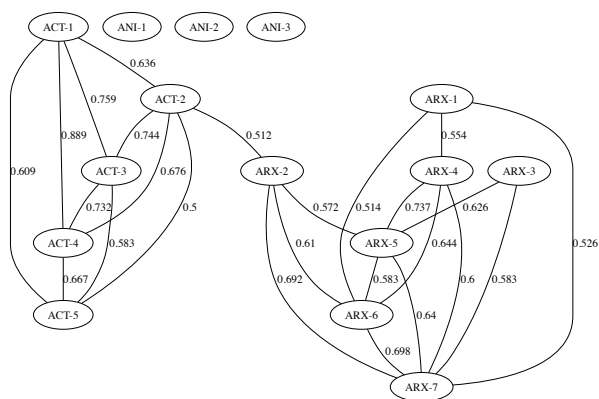 ACT-1 ANI-1 ANI-2 ANI-3
0.636
ACT-2 ARX-1
0.759
0.889 0.744 0.512 0.554
0.609 ACT-3 0.676 ARX-2 ARX-4 ARX-3
0.732 0.5 0.572 0.514 0.737 0.626
ACT-4 0.583 0.61 ARX-5 0.644 0.526
0.667 0.692 0.583 0.6 0.583
ACT-5 ARX-6 0.64
0.698
ARX-7